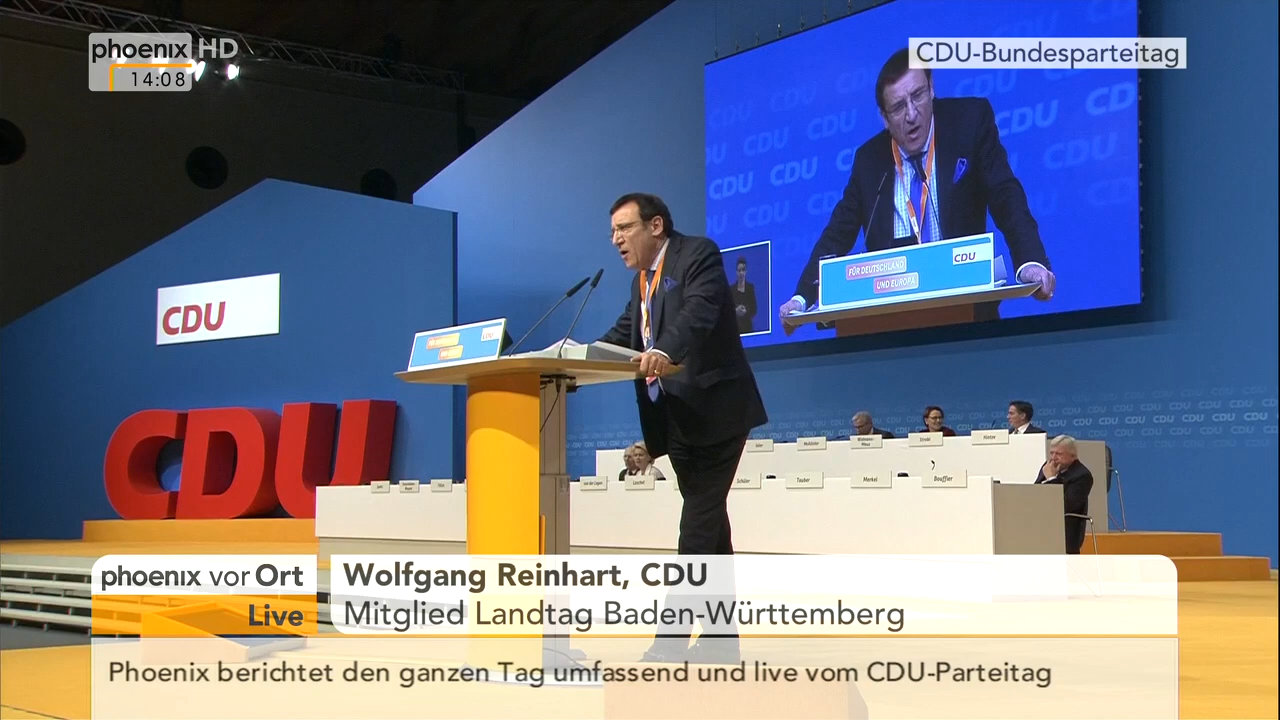 phoenix HD
14:08
CDU-Bundesparteitag
CDU
FÜR DEUTSCHLAND
UND EUROPA
CDU
CDU
CDU
Merkel
Bouffier
Tauber
phoenix vor Ort
Live
Wolfgang Reinhart, CDU
Mitglied Landtag Baden-Württemberg
Phoenix berichtet den ganzen Tag umfassend und live vom CDU-Parteitag